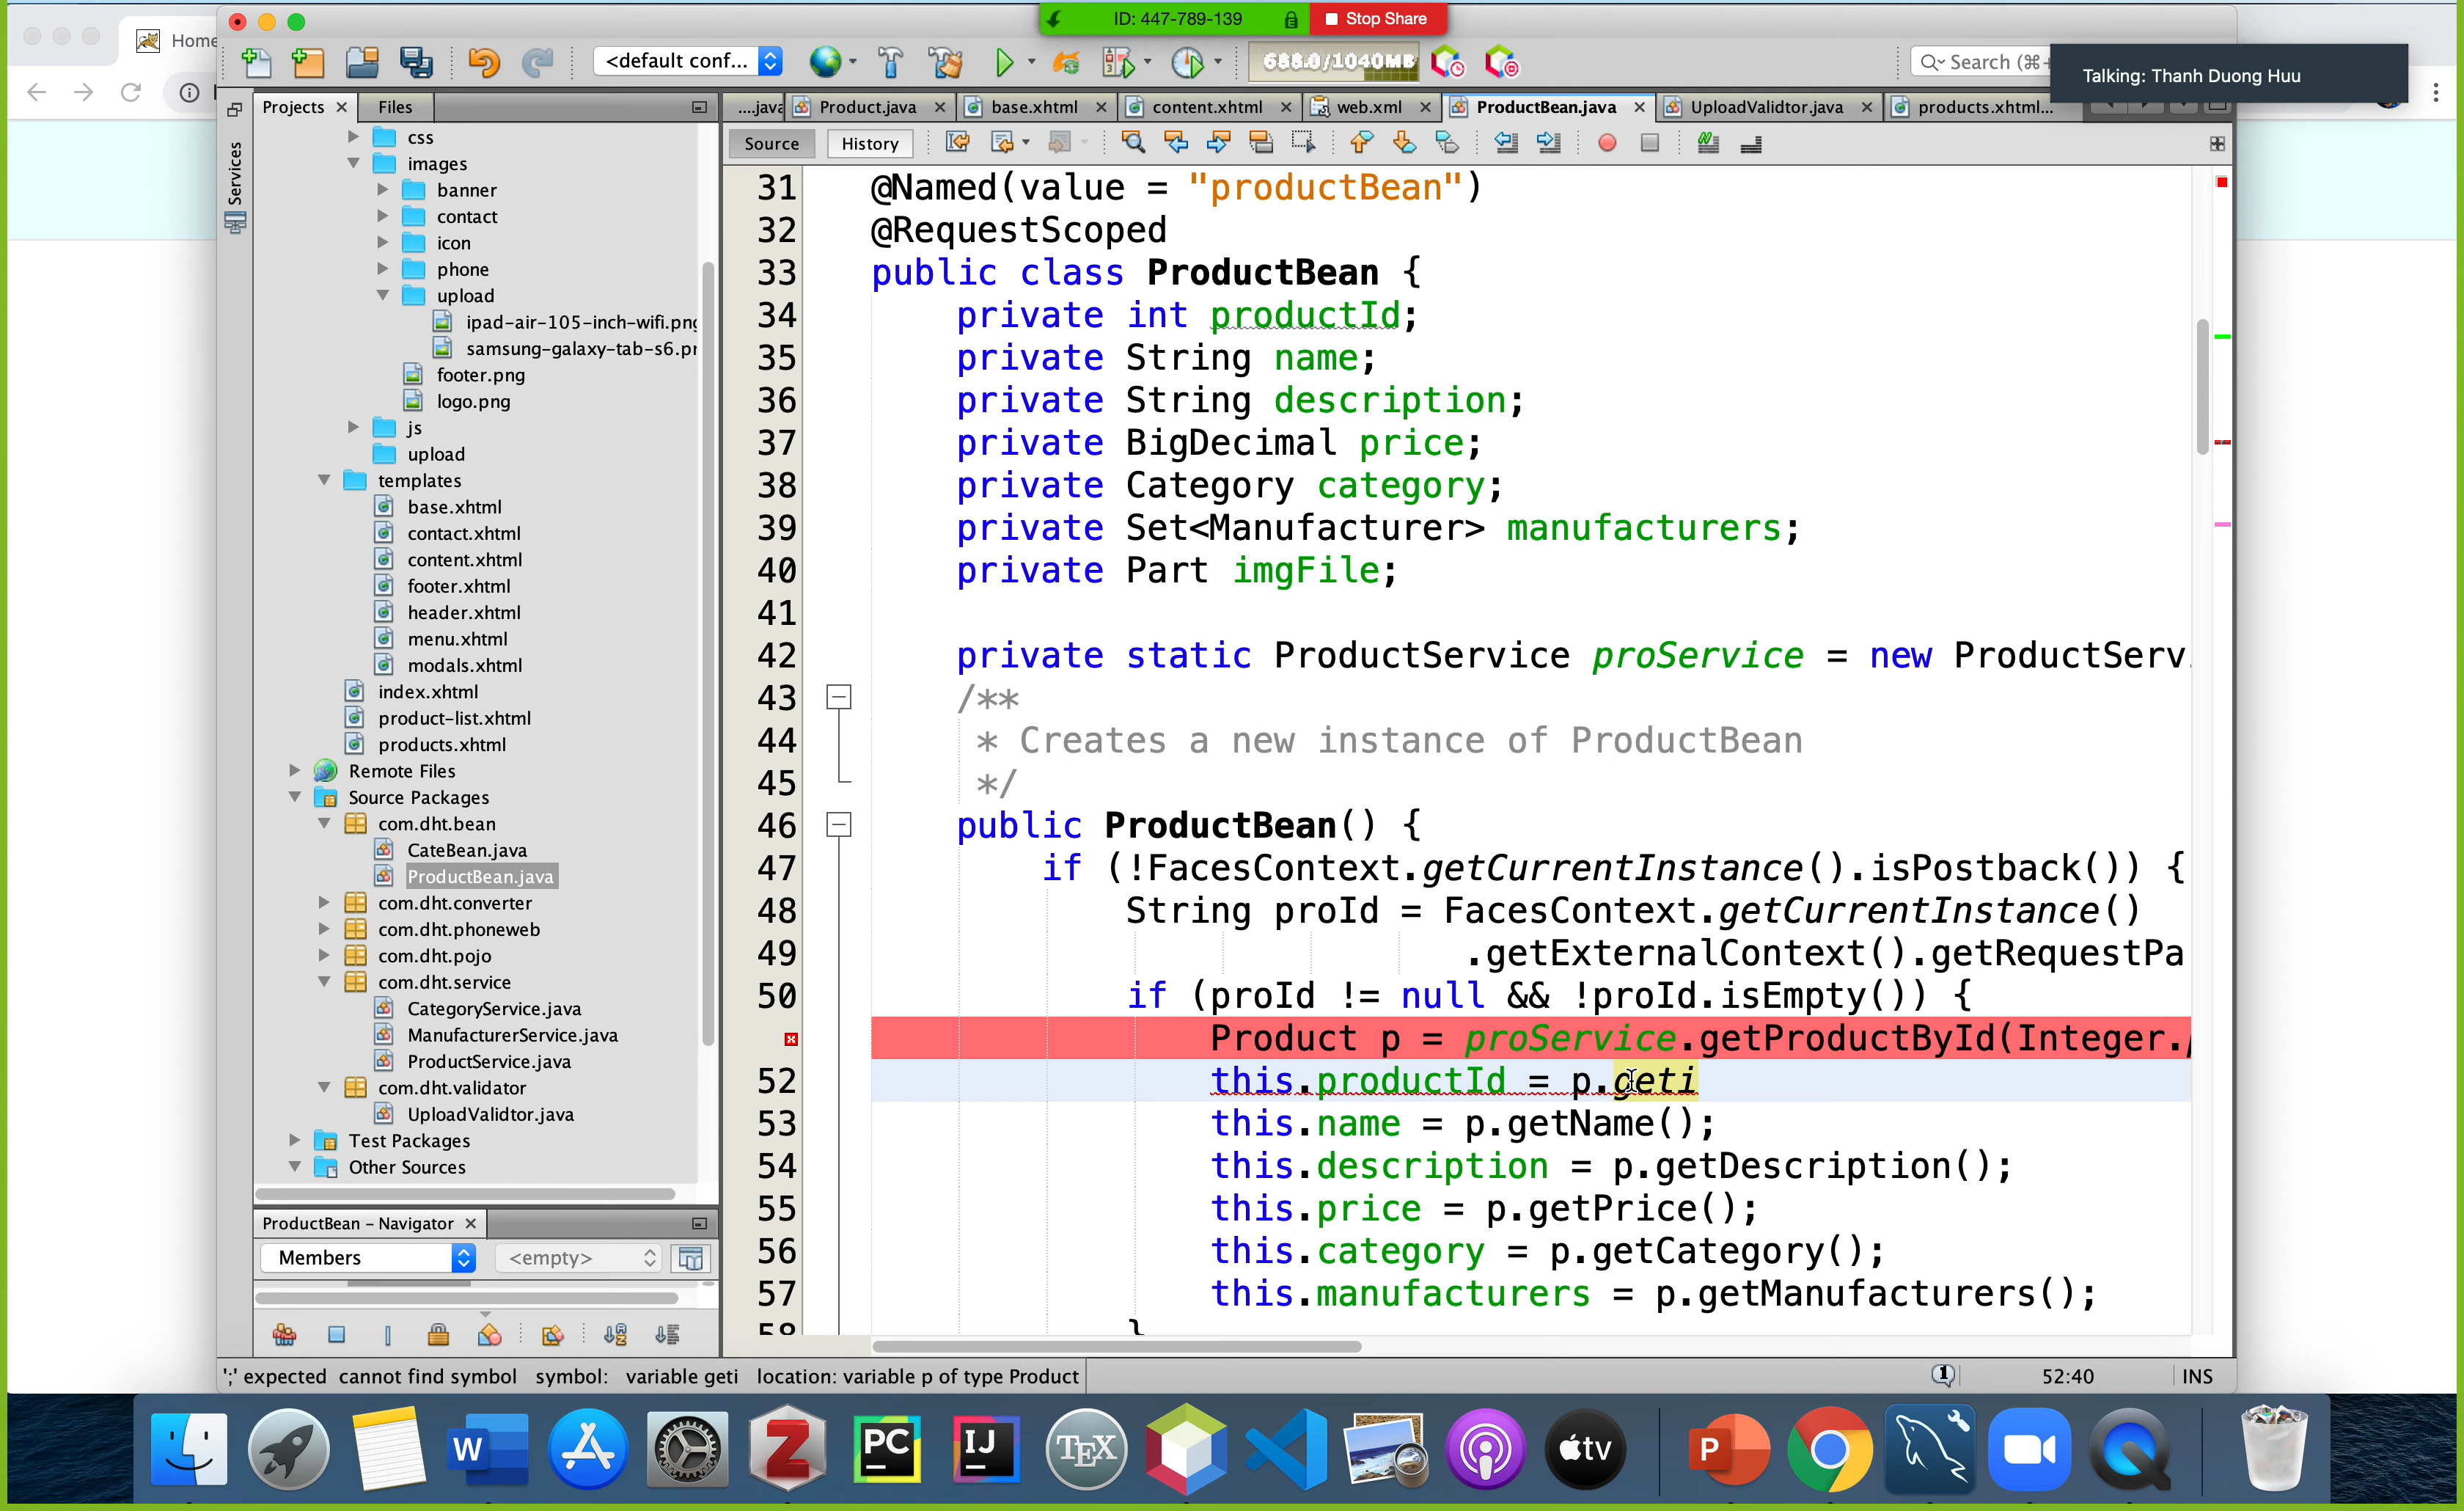 ID: 447-789-139
Stop Share
Home
<default conf...
688.0/1040MB
Search (⌘+
Talking: Thanh Duong Huu
Projects
Files
....java
Product.java
base.xhtml
content.xhtml
web.xml
ProductBean.java
UploadValidtor.java
products.xhtml...
Services
Source
History
css
images
banner
contact
icon
phone
upload
ipad-air-105-inch-wifi.png
samsung-galaxy-tab-s6.pr
footer.png
logo.png
js
upload
templates
base.xhtml
contact.xhtml
content.xhtml
footer.xhtml
header.xhtml
menu.xhtml
modals.xhtml
index.xhtml
product-list.xhtml
products.xhtml
Remote Files
Source Packages
com.dht.bean
CateBean.java
ProductBean.java
com.dht.converter
com.dht.phoneweb
com.dht.pojo
com.dht.service
CategoryService.java
ManufacturerService.java
ProductService.java
com.dht.validator
UploadValidtor.java
Test Packages
Other Sources
ProductBean - Navigator
Members
<empty>
31 @Named(value = "productBean")
32 @RequestScoped
33 public class ProductBean {
34 private int productId;
35 private String name;
36 private String description;
37 private BigDecimal price;
38 private Category category;
39 private Set<Manufacturer> manufacturers;
40 private Part imgFile;
41
42 private static ProductService proService = new ProductServ
43 /**
44 * Creates a new instance of ProductBean
45 */
46 public ProductBean() {
47 if (!FacesContext.getCurrentInstance().isPostback()) {
48 String proId = FacesContext.getCurrentInstance()
49 .getExternalContext().getRequestPa
50 if (proId != null && !proId.isEmpty()) {
Product p = proService.getProductById(Integer.
52 this.productId = p.geti
53 this.name = p.getName();
54 this.description = p.getDescription();
55 this.price = p.getPrice();
56 this.category = p.getCategory();
57 this.manufacturers = p.getManufacturers();
58 }
';' expected cannot find symbol symbol: variable geti location: variable p of type Product
1
52:40
INS
W
Z
PC
IJ
TEX
tv
P